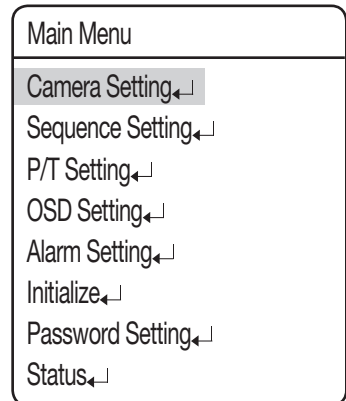 Main Menu
Camera Setting↵
Sequence Setting↵
P/T Setting↵
OSD Setting↵
Alarm Setting↵
Initialize↵
Password Setting↵
Status↵